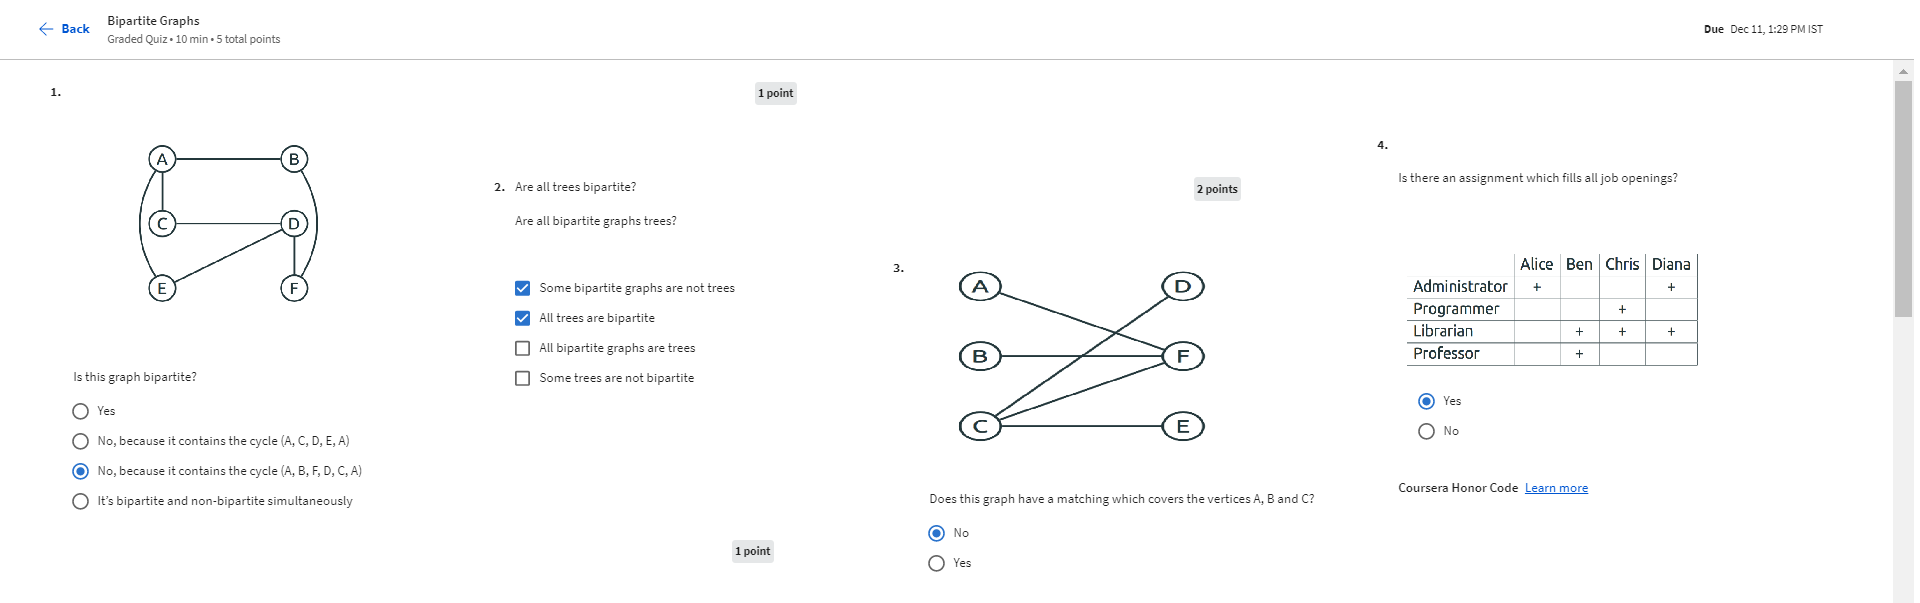 Back
Bipartite Graphs
Graded Quiz • 10 min • 5 total points
Due Dec 11, 1:29 PM IST
1.
1 point
A
B
C
D
E
F
Is this graph bipartite?
Yes
No, because it contains the cycle (A, C, D, E, A)
No, because it contains the cycle (A, B, F, D, C, A)
It's bipartite and non-bipartite simultaneously
1 point
2. Are all trees bipartite?
Are all bipartite graphs trees?
Some bipartite graphs are not trees
All trees are bipartite
All bipartite graphs are trees
Some trees are not bipartite
2 points
3.
A
D
B
F
C
E
Does this graph have a matching which covers the vertices A, B and C?
No
Yes
4.
Is there an assignment which fills all job openings?
Alice Ben Chris Diana
Administrator + +
Programmer +
Librarian + + +
Professor +
Yes
No
Coursera Honor Code Learn more